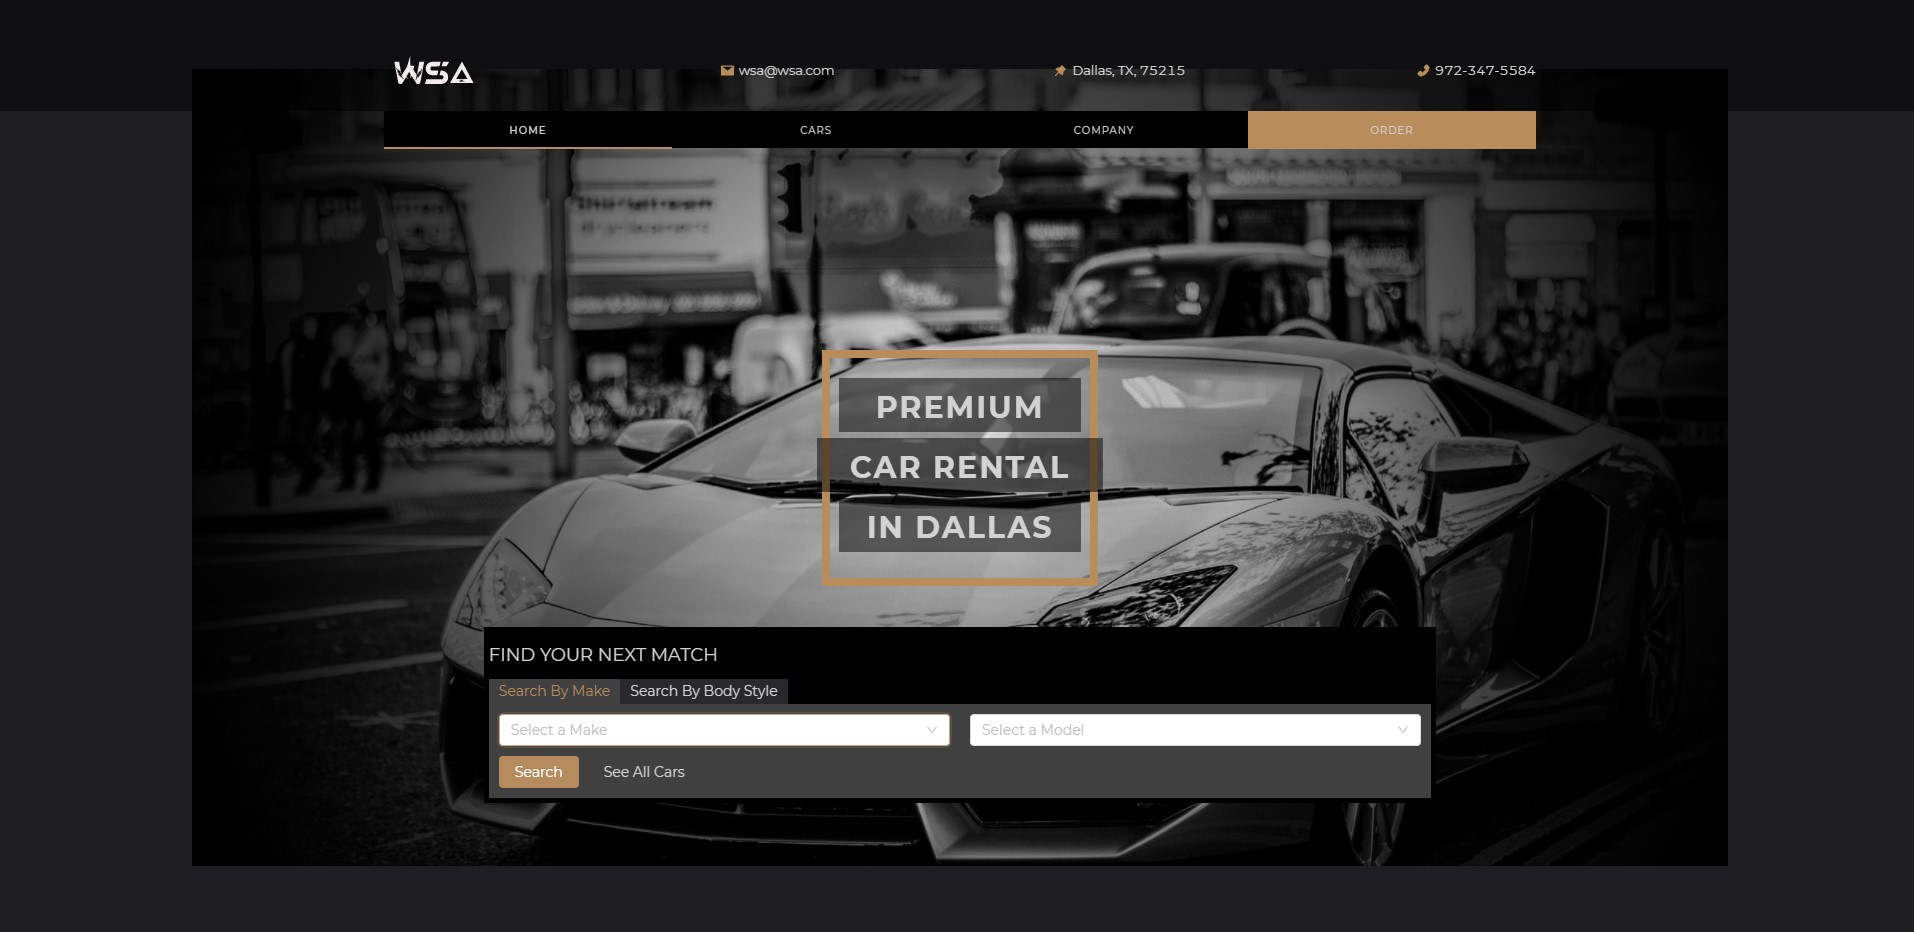 WSA
wsa@wsa.com
Dallas, TX, 75215
972-347-5584
HOME
CARS
COMPANY
ORDER
PREMIUM
CAR RENTAL
IN DALLAS
FIND YOUR NEXT MATCH
Search By Make
Search By Body Style
Select a Make
Select a Model
Search
See All Cars